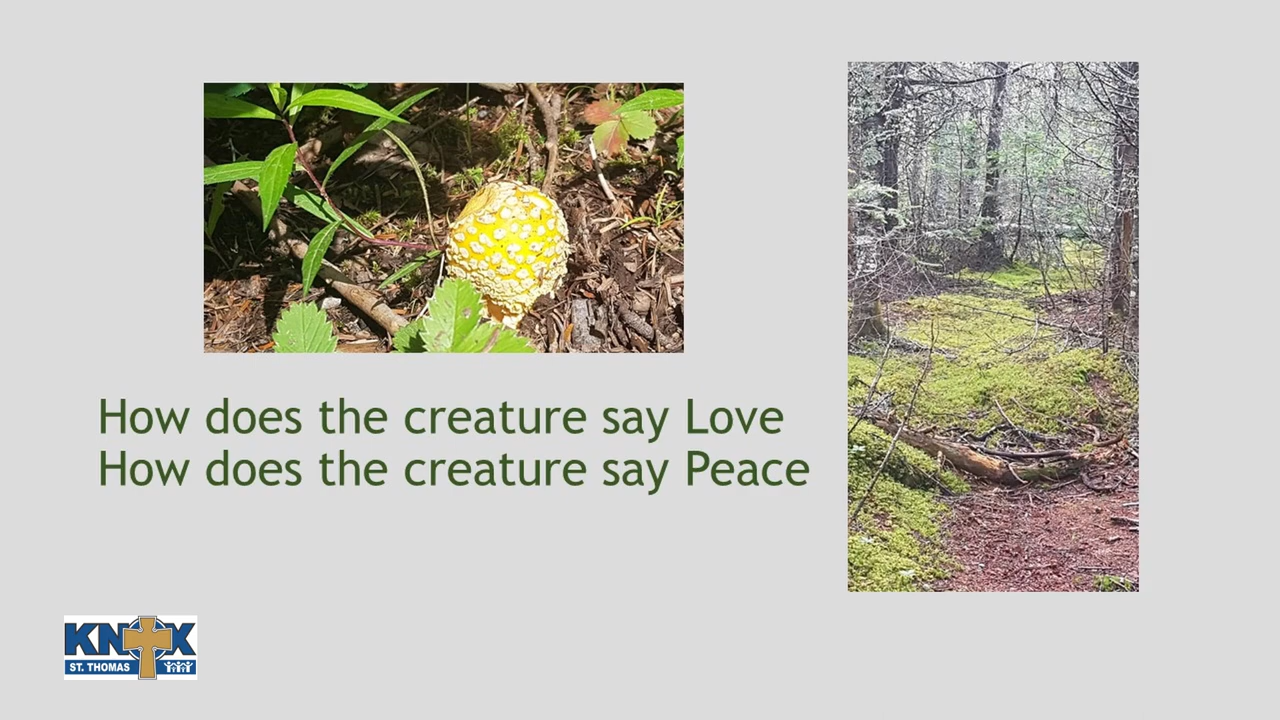 How does the creature say Love
How does the creature say Peace
KNOX
ST. THOMAS